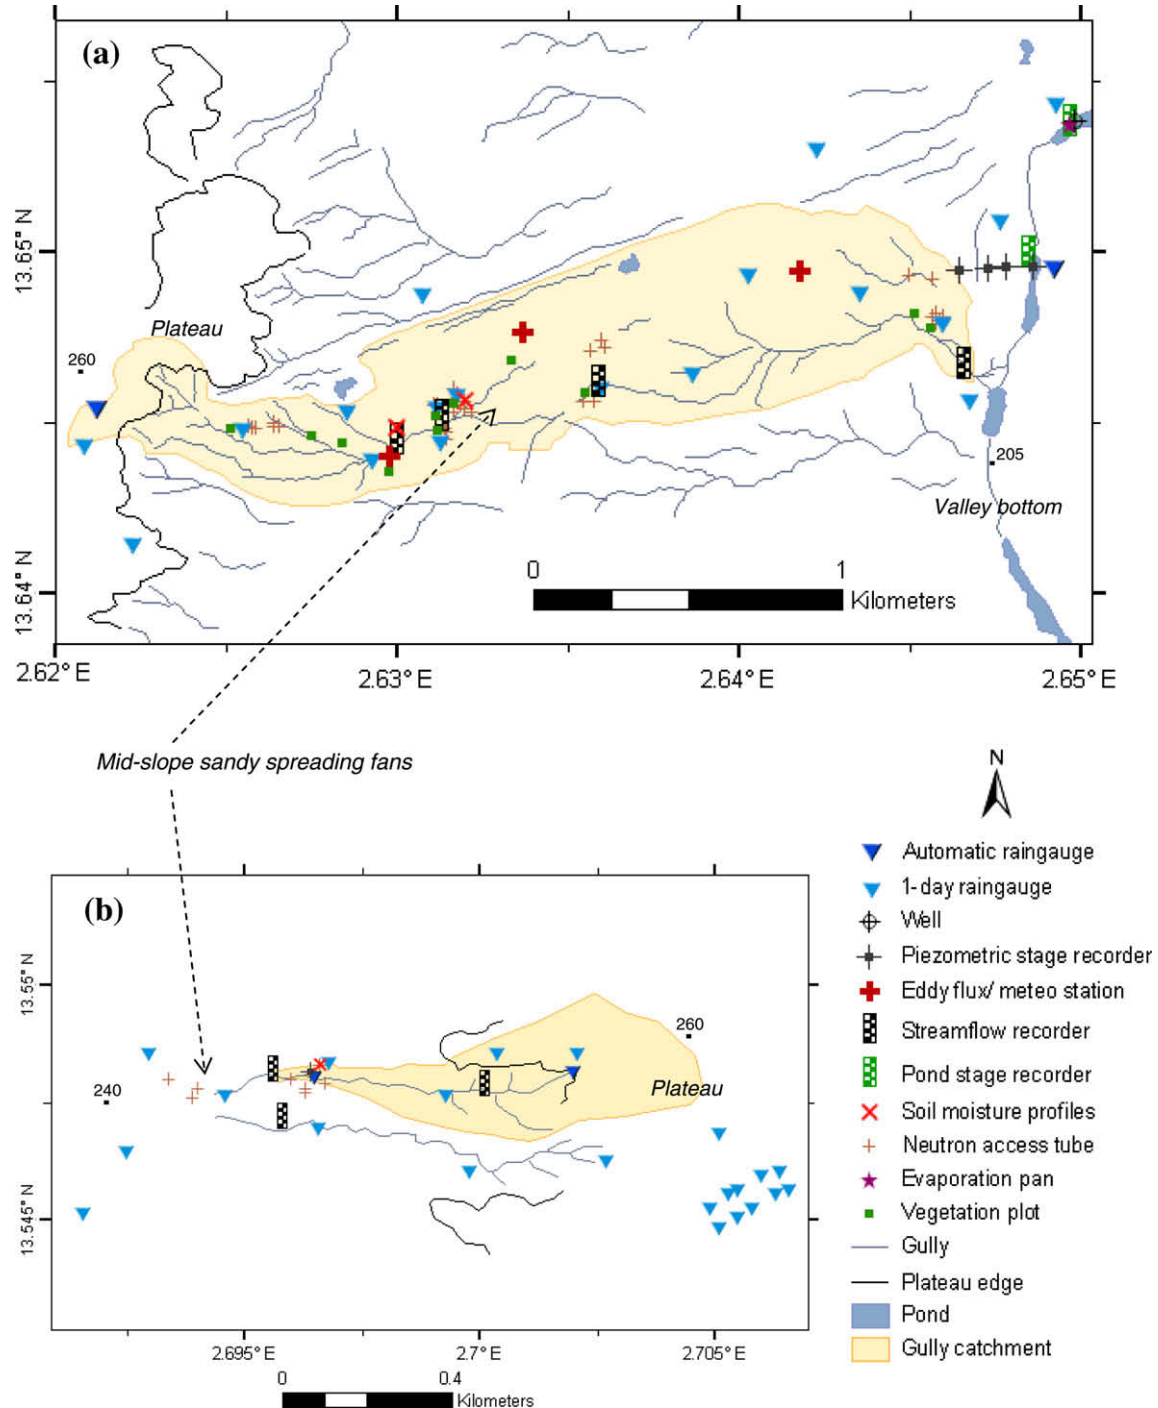 (a)
13.65° N
Plateau
260
205
Valley bottom
0 1
Kilometers
13.64° N
2.62° E 2.63° E 2.64° E 2.65° E
Mid-slope sandy spreading fans
N
(b)
13.55° N
260
240
Plateau
13.545° N
2.695° E 2.7° E 2.705° E
0 0.4
Kilometers
Automatic raingauge
1-day raingauge
Well
Piezometric stage recorder
Eddy flux/ meteo station
Streamflow recorder
Pond stage recorder
Soil moisture profiles
Neutron access tube
Evaporation pan
Vegetation plot
Gully
Plateau edge
Pond
Gully catchment